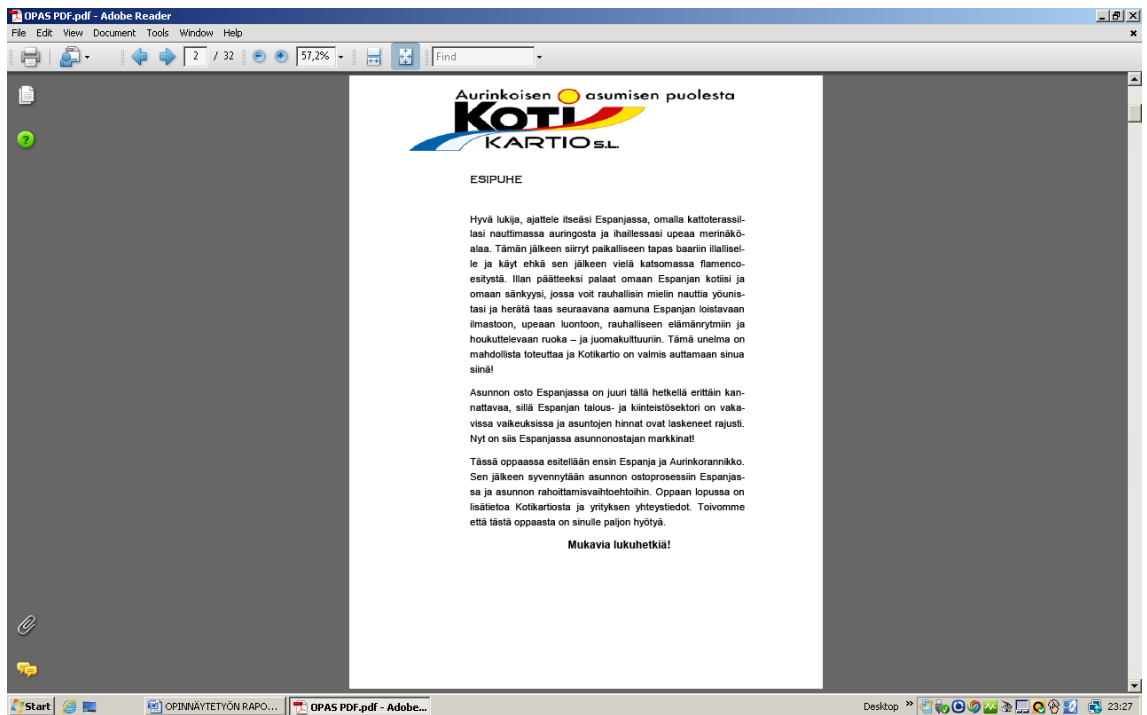 OPAS PDF.pdf - Adobe Reader
File Edit View Document Tools Window Help
2 / 32 57,2% Find
Aurinkoisen asumisen puolesta
KOTI
KARTIO S.L.
ESIPUHE
Hyvä lukija, ajattele itseäsi Espanjassa, omalla kattoterassil-
lasi nauttimassa auringosta ja ihaillessasi upeaa merinäkö-
alaa. Tämän jälkeen siirryt paikalliseen tapas baariin illallisel-
le ja käyt ehkä sen jälkeen vielä katsomassa flamenco-
esitystä. Illan päätteeksi palaat omaan Espanjan kotiisi ja
omaan sänkyysi, jossa voit rauhallisin mielin nauttia yöunis-
tasi ja herätä taas seuraavana aamuna Espanjan loistavaan
ilmastoon, upeaan luontoon, rauhalliseen elämänrytmiin ja
houkuttelevaan ruoka – ja juomakulttuuriin. Tämä unelma on
mahdollista toteuttaa ja Kotikartio on valmis auttamaan sinua
siinä!
Asunnon osto Espanjassa on juuri tällä hetkellä erittäin kan-
nattavaa, sillä Espanjan talous- ja kiinteistösektori on vaka-
vissa vaikeuksissa ja asuntojen hinnat ovat laskeneet rajusti.
Nyt on siis Espanjassa asunnonostajan markkinat!
Tässä oppaassa esitellään ensin Espanja ja Aurinkorannikko.
Sen jälkeen syvennytään asunnon ostoprosessiin Espanjas-
sa ja asunnon rahoittamisvaihtoehtoihin. Oppaan lopussa on
lisätietoa Kotikartiosta ja yrityksen yhteystiedot. Toivomme
että tästä oppaasta on sinulle paljon hyötyä.
Mukavia lukuhetkiä!
Start OPINNÄYTETYÖN RAPO... OPAS PDF.pdf - Adobe... Desktop » 23:27